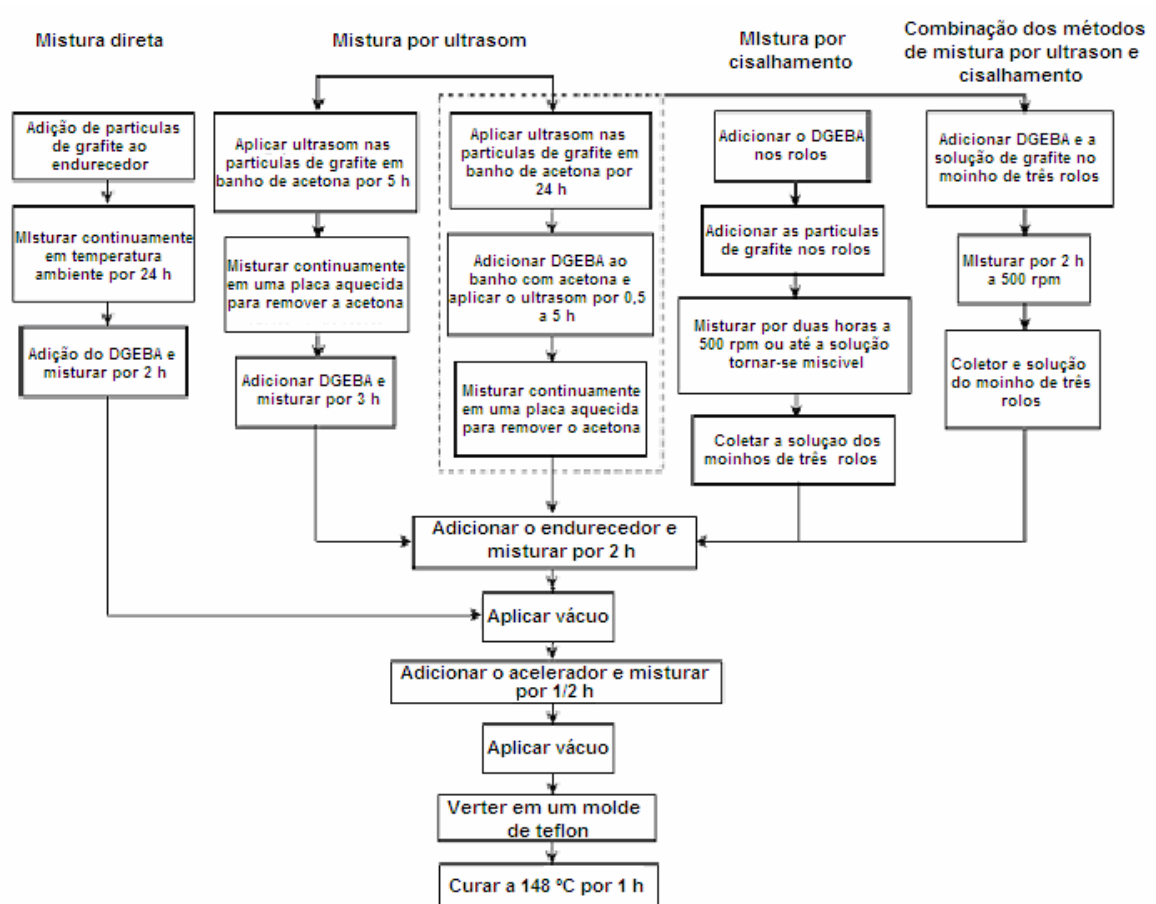 Mistura direta
Adição de particulas
de grafite ao
endurecedor
MIsturar continuamente
em temperatura
ambiente por 24 h
Adição do DGEBA e
misturar por 2 h
Mistura por ultrasom
Aplicar ultrasom nas
particulas de grafite em
banho de acetona por 5 h
Misturar continuamente
em uma placa aquecida
para remover a acetona
Adicionar DGEBA e
misturar por 3 h
Aplicar ultrasom nas
particulas de grafite em
banho de acetona por
24 h
Adicionar DGEBA ao
banho com acetona e
aplicar o ultrasom por 0,5
a 5 h
Misturar continuamente
em uma placa aquecida
para remover o acetona
MIstura por
cisalhamento
Adicionar o DGEBA
nos rolos
Adicionar as particulas
de grafite nos rolos
Misturar por duas horas a
500 rpm ou até a solução
tornar-se miscivel
Coletar a soluçao dos
moinhos de três rolos
Combinação dos métodos
de mistura por ultrason e
cisalhamento
Adicionar DGEBA e a
solução de grafite no
moinho de três rolos
MIsturar por 2 h
a 500 rpm
Coletor e solução
do moinho de três
rolos
Adicionar o endurecedor e
misturar por 2 h
Aplicar vácuo
Adicionar o acelerador e misturar
por 1/2 h
Aplicar vácuo
Verter em um molde
de teflon
Curar a 148 ºC por 1 h